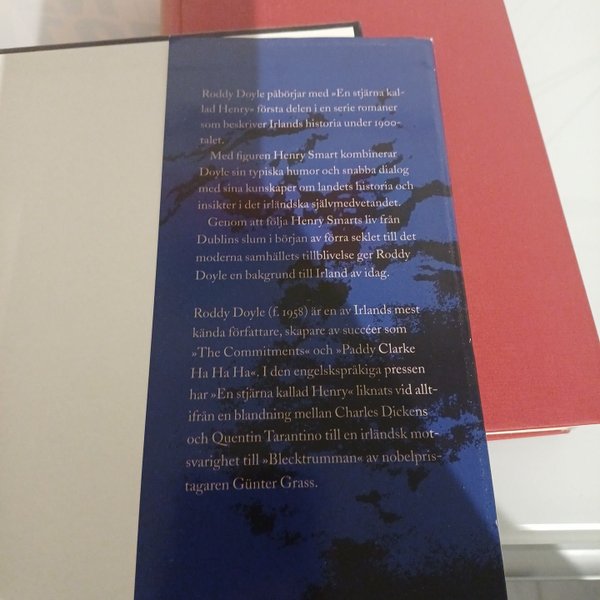 Roddy Doyle påbörjar med »En stjärna kal-
lad Henry« första delen i en serie romaner
som beskriver Irlands historia under 1900-
talet.
Med figuren Henry Smart kombinerar
Doyle sin typiska humor och snabba dialog
med sina kunskaper om landets historia och
insikter i det irländska självmedvetandet.
Genom att följa Henry Smarts liv från
Dublins slum i början av förra seklet till det
moderna samhällets tillblivelse ger Roddy
Doyle en bakgrund till Irland av idag.
Roddy Doyle (f. 1958) är en av Irlands mest
kända författare, skapare av succéer som
»The Commitments« och »Paddy Clarke
Ha Ha Ha«. I den engelskspråkiga pressen
har »En stjärna kallad Henry« liknats vid allt-
ifrån en blandning mellan Charles Dickens
och Quentin Tarantino till en irländsk mot-
svarighet till »Blecktrumman« av nobelpris-
tagaren Günter Grass.